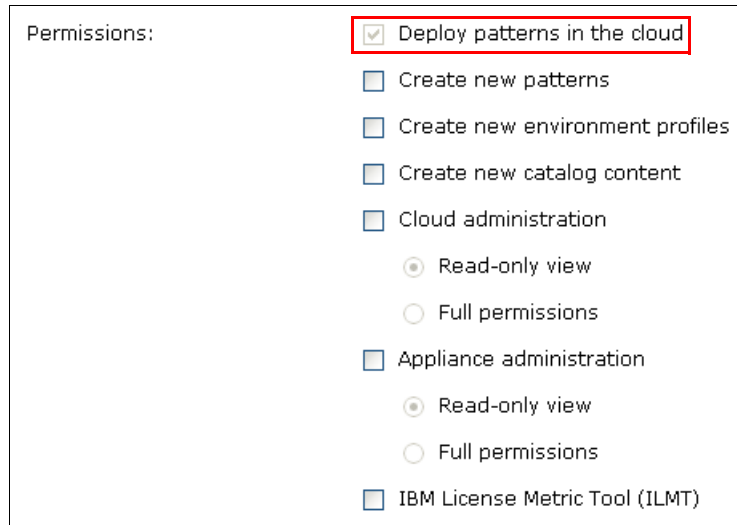 Permissions: Deploy patterns in the cloud
Create new patterns
Create new environment profiles
Create new catalog content
Cloud administration
Read-only view
Full permissions
Appliance administration
Read-only view
Full permissions
IBM License Metric Tool (ILMT)